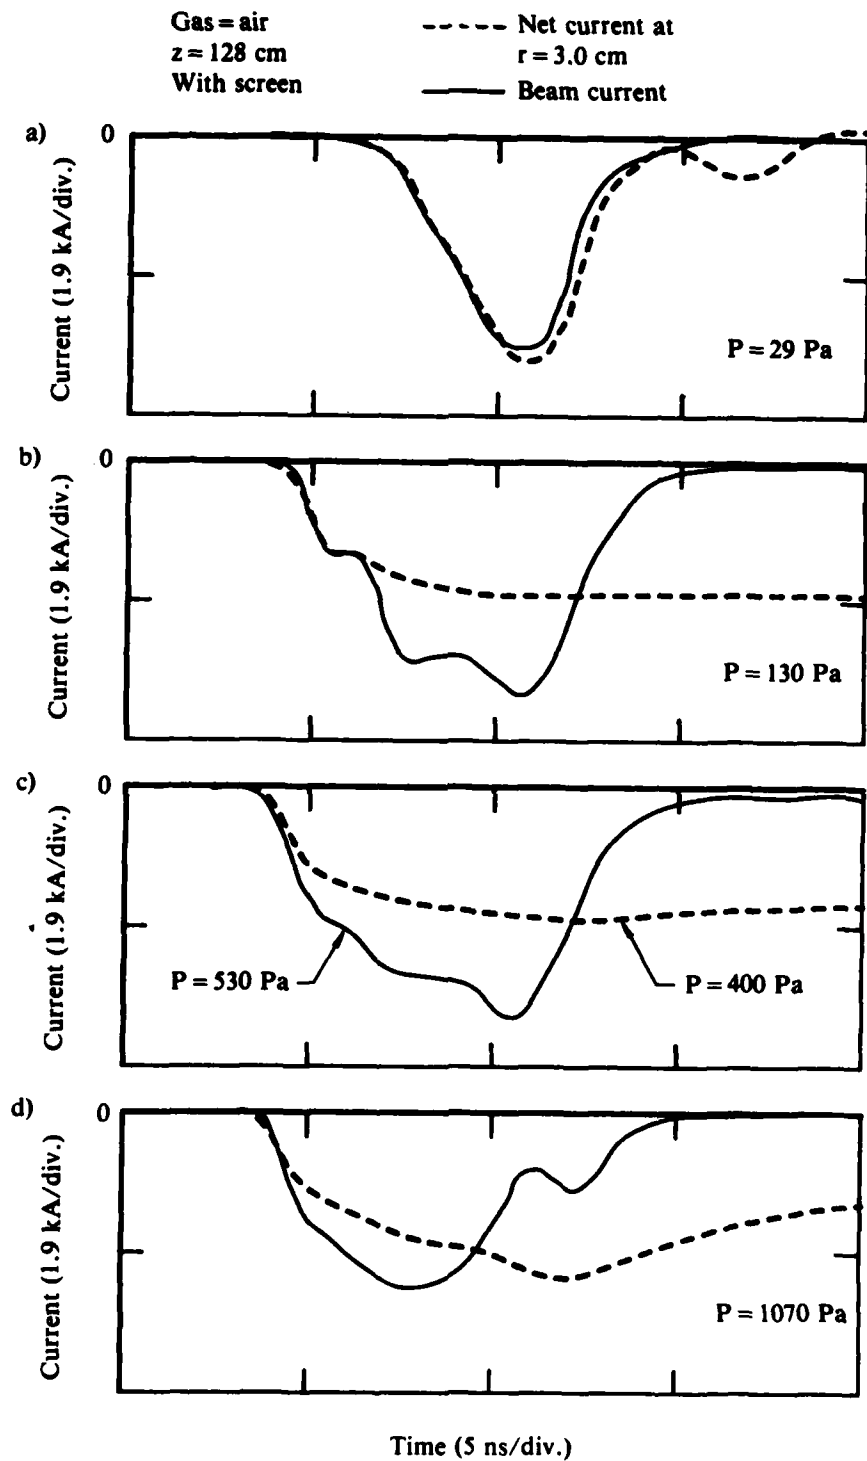 Gas = air
z = 128 cm
With screen
Net current at
r = 3.0 cm
Beam current
a)
0
Current (1.9 kA/div.)
P = 29 Pa
b)
0
Current (1.9 kA/div.)
P = 130 Pa
c)
0
Current (1.9 kA/div.)
P = 530 Pa
P = 400 Pa
d)
0
Current (1.9 kA/div.)
P = 1070 Pa
Time (5 ns/div.)